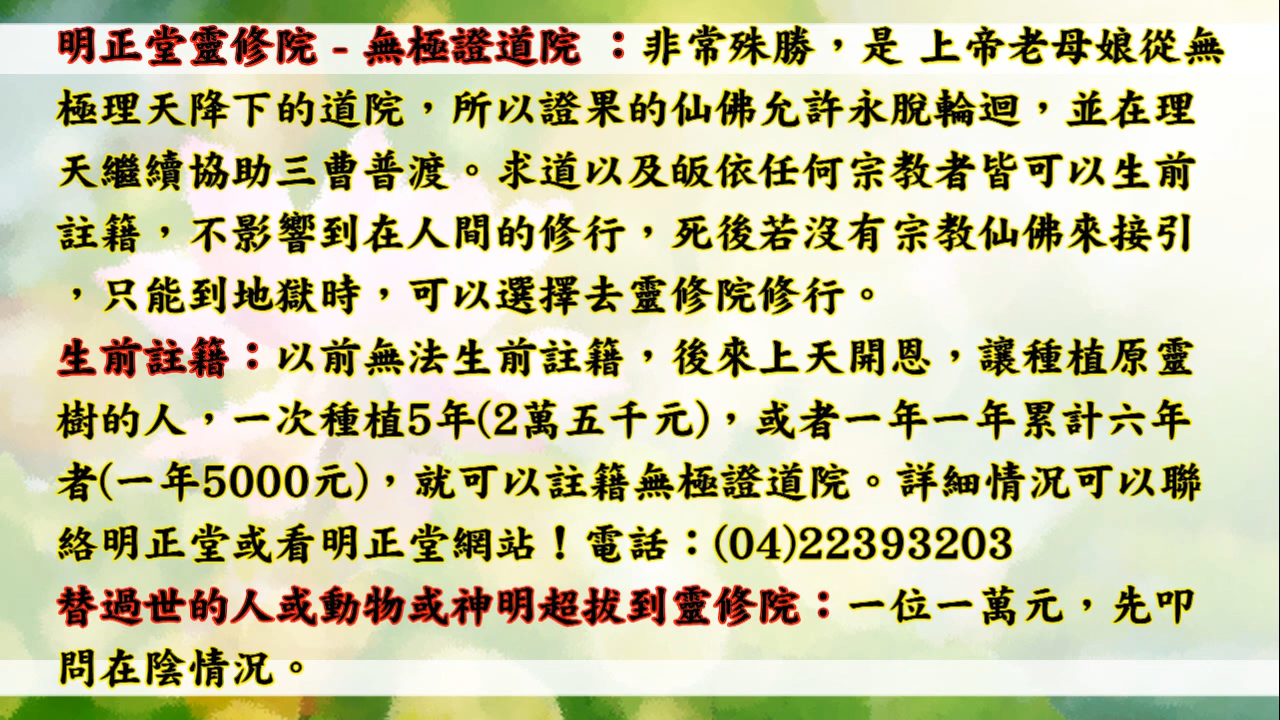 明正堂靈修院 - 無極證道院 ：非常殊勝，是 上帝老母娘從無
極理天降下的道院，所以證果的仙佛允許永脫輪迴，並在理
天繼續協助三曹普渡。求道以及皈依任何宗教者皆可以生前
註籍，不影響到在人間的修行，死後若沒有宗教仙佛來接引
，只能到地獄時，可以選擇去靈修院修行。
生前註籍：以前無法生前註籍，後來上天開恩，讓種植原靈
樹的人，一次種植5年(2萬五千元)，或者一年一年累計六年
者(一年5000元)，就可以註籍無極證道院。詳細情況可以聯
絡明正堂或看明正堂網站！電話：(04)22393203
替過世的人或動物或神明超拔到靈修院：一位一萬元，先叩
問在陰情況。